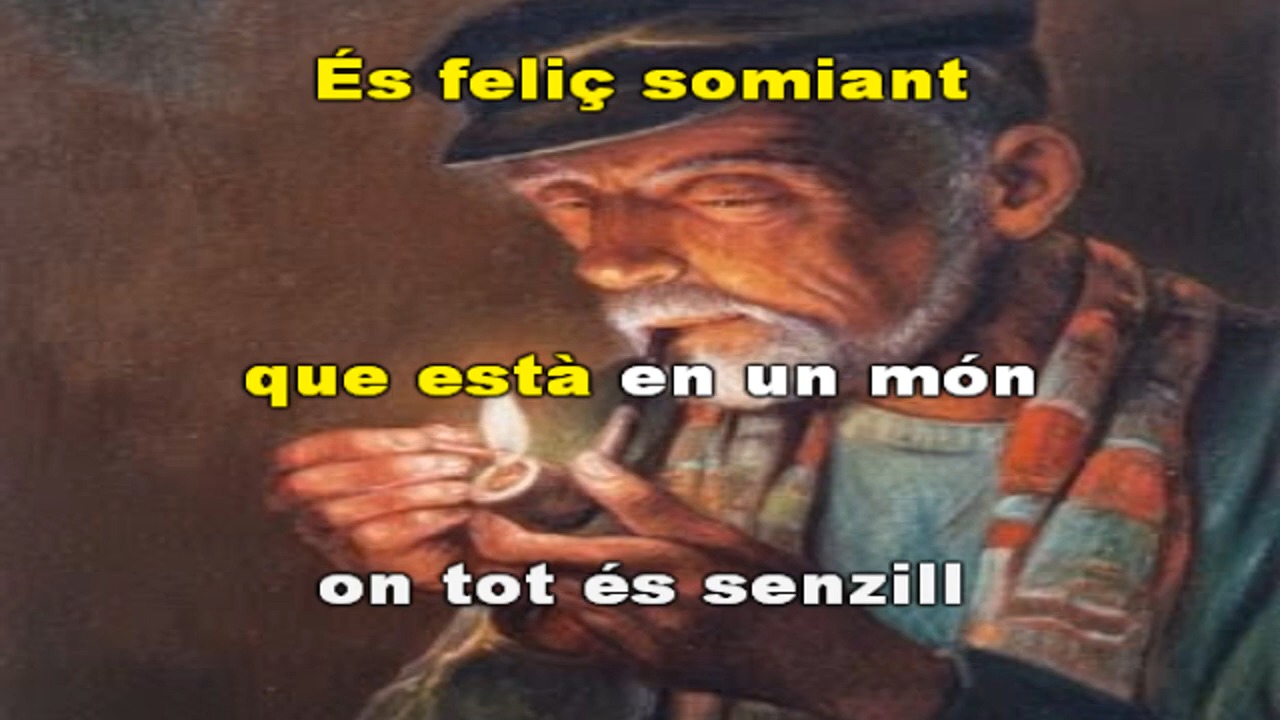 És feliç somiant
que està en un món
on tot és senzill